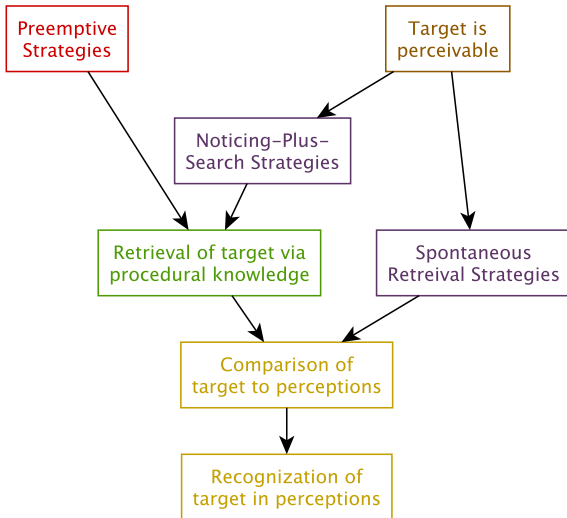 Preemptive
Strategies
Target is
perceivable
Noticing-Plus-
Search Strategies
Retrieval of target via
procedural knowledge
Spontaneous
Retreival Strategies
Comparison of
target to perceptions
Recognization of
target in perceptions